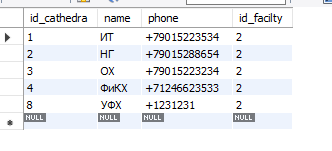 id_cathedra name phone id_facilty
1 ИТ +79015223534 2
2 НГ +79015288654 2
3 ОХ +79015223234 2
4 ФиКХ +71246623533 2
8 УФХ +1231231 2
NULL NULL NULL NULL